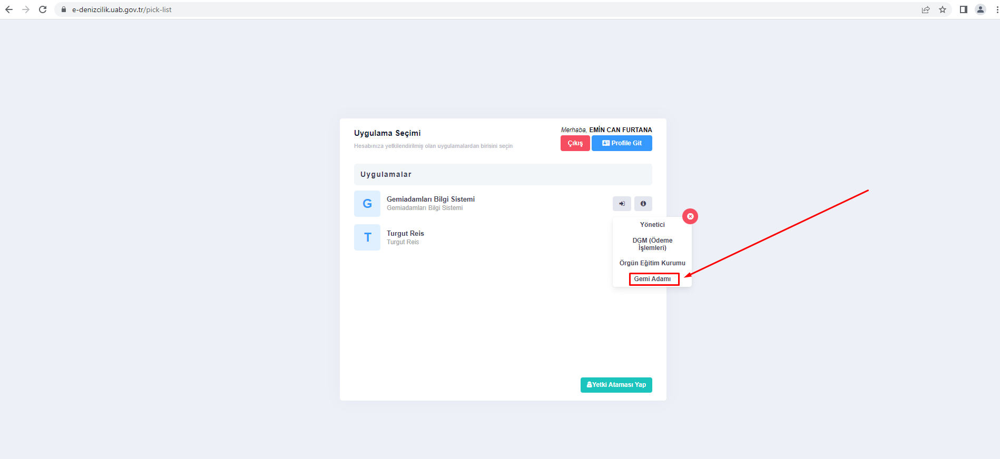 e-denizcilik.uab.gov.tr/pick-list
Uygulama Seçimi
Hesabınıza yetkilendirilmiş olan uygulamalardan birisini seçin
Merhaba, EMİN CAN FURTANA
Çıkış
Profile Git
Uygulamalar
G
Gemiadamları Bilgi Sistemi
Gemiadamları Bilgi Sistemi
T
Turgut Reis
Turgut Reis
Yönetici
DGM (Ödeme
İşlemleri)
Örgün Eğitim Kurumu
Gemi Adamı
Yetki Ataması Yap